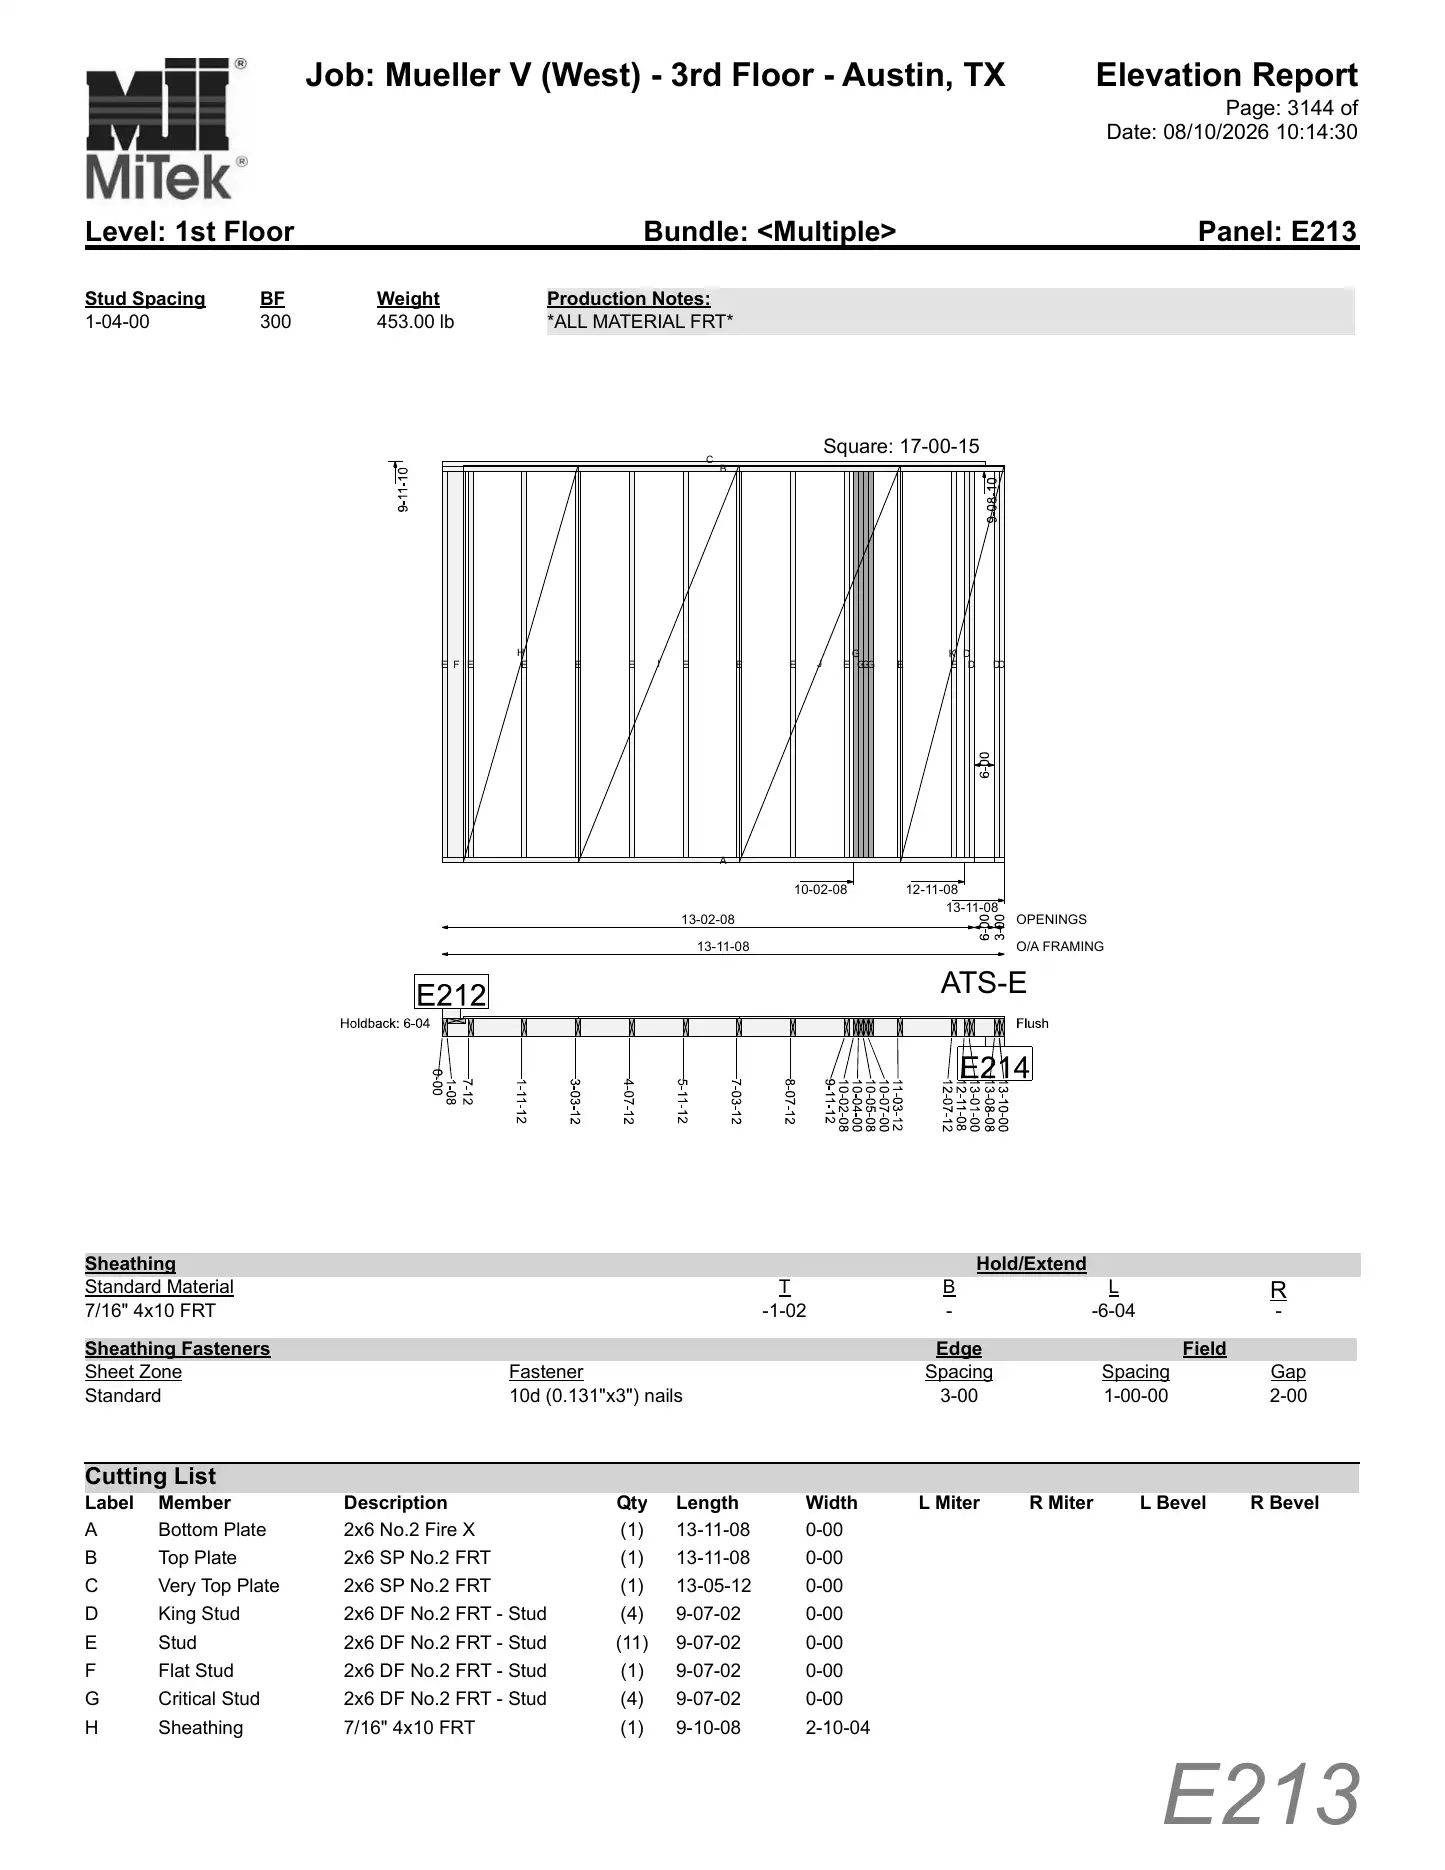 Job: Mueller V (West) - 3rd Floor - Austin, TX
Elevation Report
Page: 3144 of
Date: 08/10/2026 10:14:30
MiTek®
Level: 1st Floor Bundle: <Multiple> Panel: E213
Stud Spacing BF Weight Production Notes:
1-04-00 300 453.00 lb *ALL MATERIAL FRT*
Square: 17-00-15
C
B
9-11-10
9-08-10
H G K D
E F E E E E I E E E J E GGG E E D DD
6-00
A
10-02-08 12-11-08
13-11-08
13-02-08 6-00 3-00 OPENINGS
13-11-08 O/A FRAMING
E212 ATS-E
Holdback: 6-04 Flush
E214
0-00 1-08 7-12 1-11-12 3-03-12 4-07-12 5-11-12 7-03-12 8-07-12 9-11-12 10-02-08 10-04-00 10-05-08 10-07-00 11-03-12 12-07-12 12-11-08 13-01-00 13-08-08 13-10-00
Sheathing Hold/Extend
Standard Material T B L R
7/16" 4x10 FRT -1-02 - -6-04 -
Sheathing Fasteners Edge Field
Sheet Zone Fastener Spacing Spacing Gap
Standard 10d (0.131"x3") nails 3-00 1-00-00 2-00
Cutting List
Label Member Description Qty Length Width L Miter R Miter L Bevel R Bevel
A Bottom Plate 2x6 No.2 Fire X (1) 13-11-08 0-00
B Top Plate 2x6 SP No.2 FRT (1) 13-11-08 0-00
C Very Top Plate 2x6 SP No.2 FRT (1) 13-05-12 0-00
D King Stud 2x6 DF No.2 FRT - Stud (4) 9-07-02 0-00
E Stud 2x6 DF No.2 FRT - Stud (11) 9-07-02 0-00
F Flat Stud 2x6 DF No.2 FRT - Stud (1) 9-07-02 0-00
G Critical Stud 2x6 DF No.2 FRT - Stud (4) 9-07-02 0-00
H Sheathing 7/16" 4x10 FRT (1) 9-10-08 2-10-04
E213